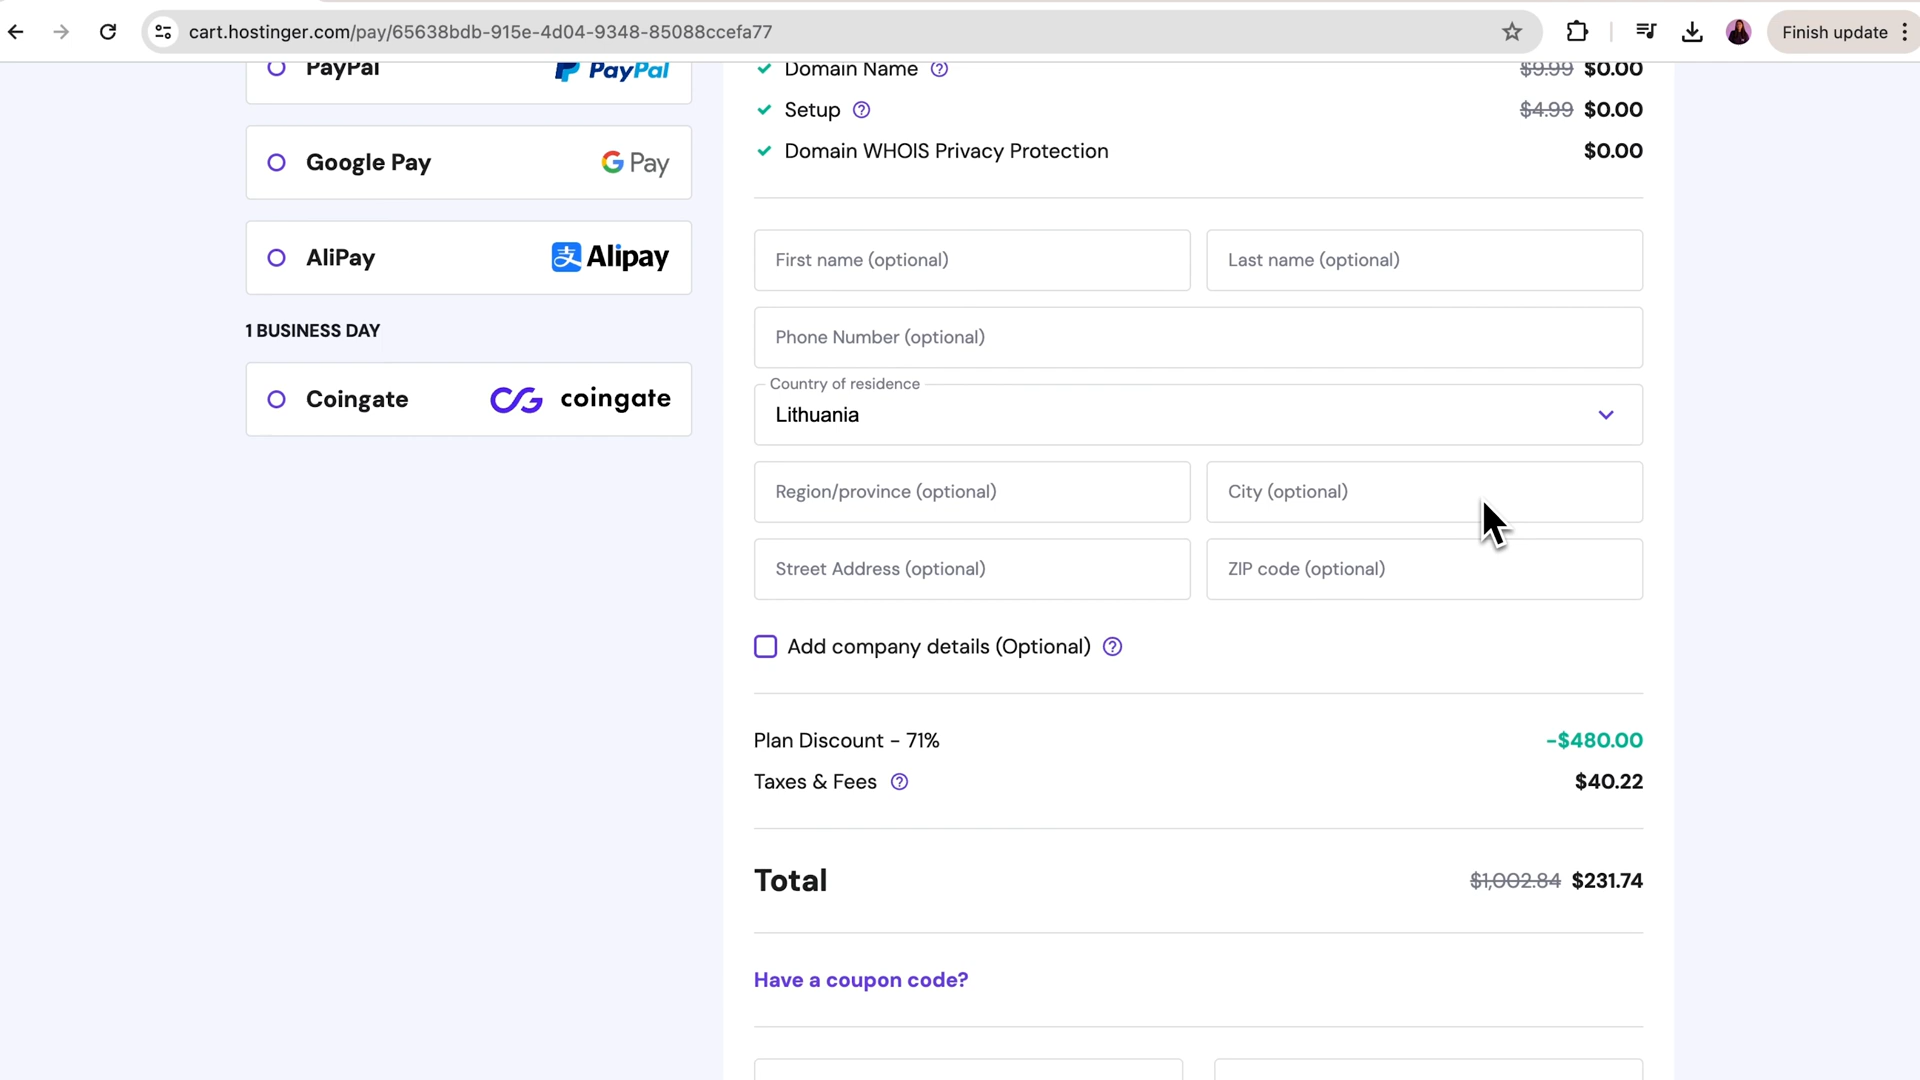 cart.hostinger.com/pay/65638bdb-915e-4d04-9348-85088ccefa77
Finish update
PayPal
PayPal
Google Pay
G Pay
AliPay
支 Alipay
1 BUSINESS DAY
Coingate
coingate
Domain Name
$9.99 $0.00
Setup
$4.99 $0.00
Domain WHOIS Privacy Protection
$0.00
First name (optional)
Last name (optional)
Phone Number (optional)
Country of residence
Lithuania
Region/province (optional)
City (optional)
Street Address (optional)
ZIP code (optional)
Add company details (Optional)
Plan Discount - 71%
-$480.00
Taxes & Fees
$40.22
Total
$1,002.84 $231.74
Have a coupon code?